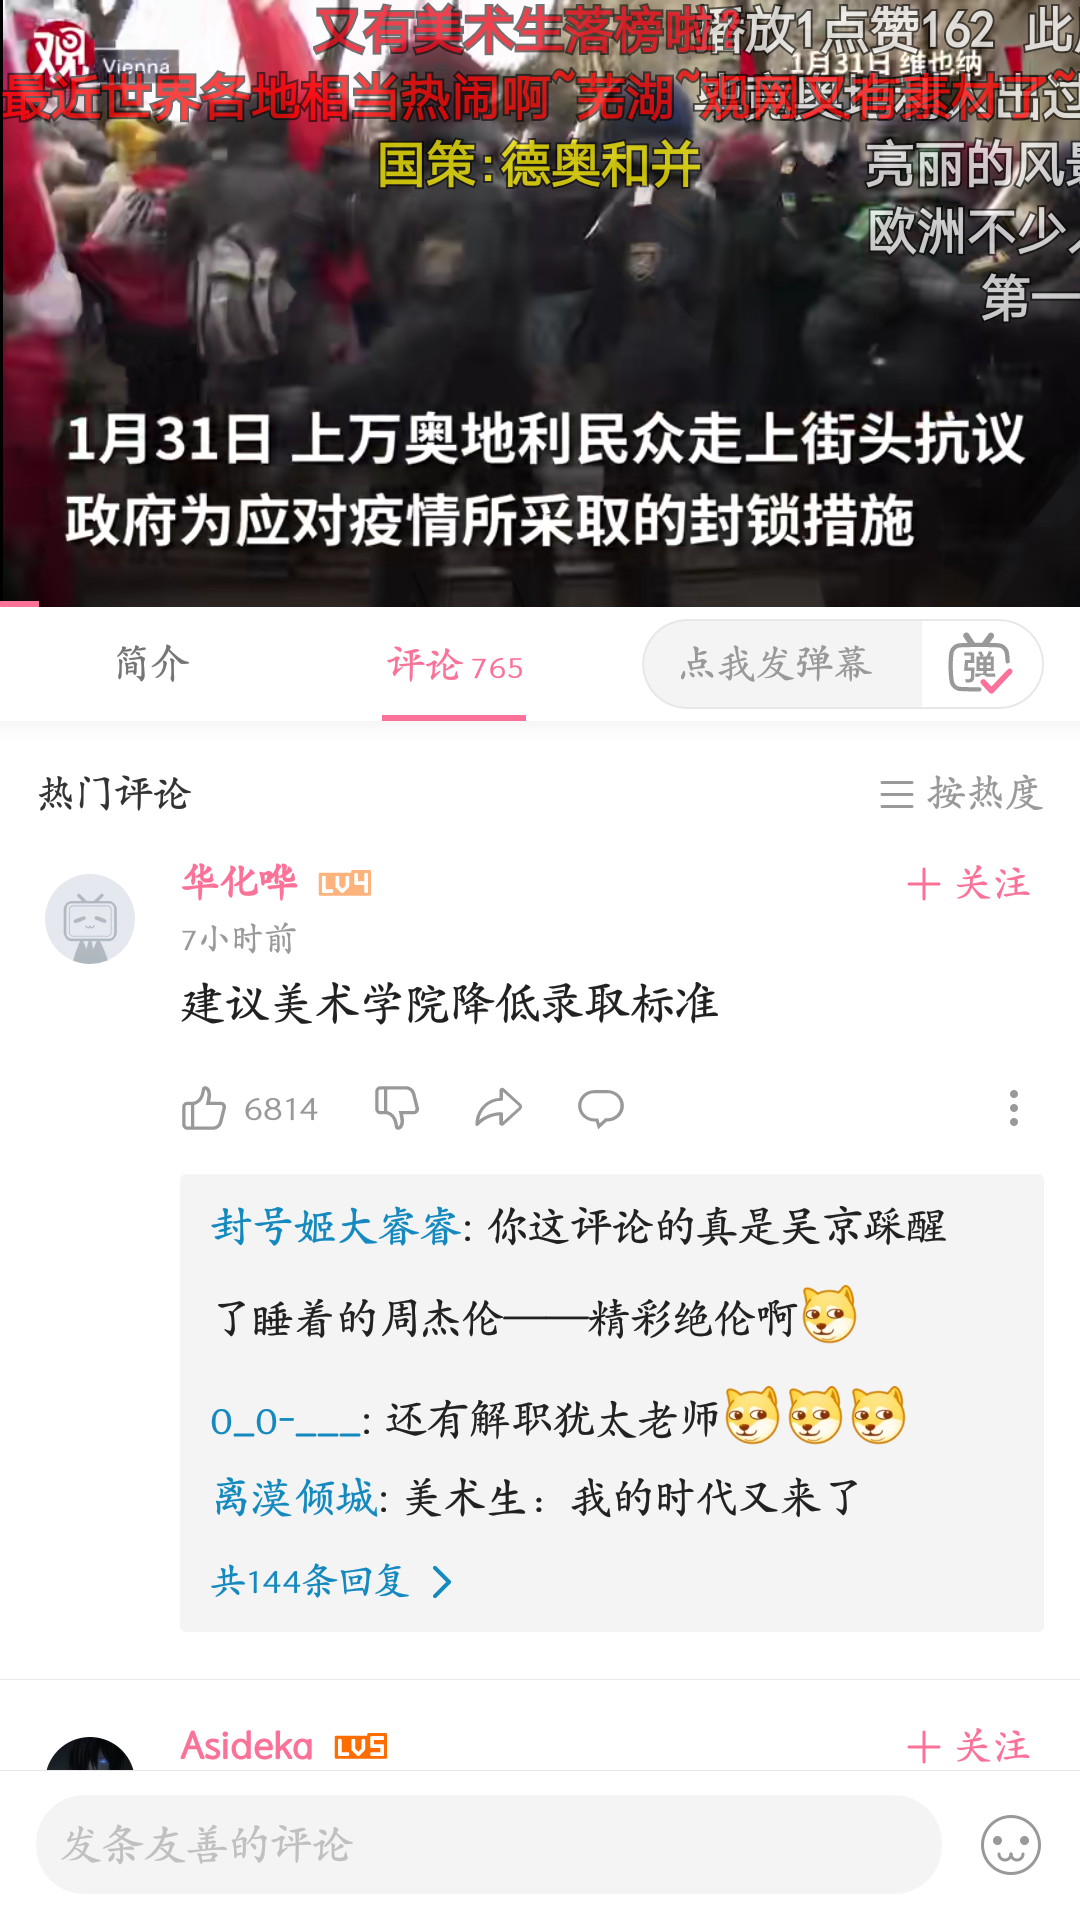 又有美术生落榜啦?
播放1点赞162
观 Vienna
1月31日 维也纳
最近世界各地相当热闹啊~芜湖~观网又有素材了~
国策:德奥和并
亮丽的风景
欧洲不少
第一
1月31日 上万奥地利民众走上街头抗议
政府为应对疫情所采取的封锁措施
简介
评论 765
点我发弹幕
弹
热门评论
按热度
华化哗 LV4
+ 关注
7小时前
建议美术学院降低录取标准
6814
封号姬大睿睿: 你这评论的真是吴京踩醒
了睡着的周杰伦——精彩绝伦啊
O_O-___: 还有解职犹太老师
离漠倾城: 美术生：我的时代又来了
共144条回复 >
Asideka LV5
+ 关注
发条友善的评论